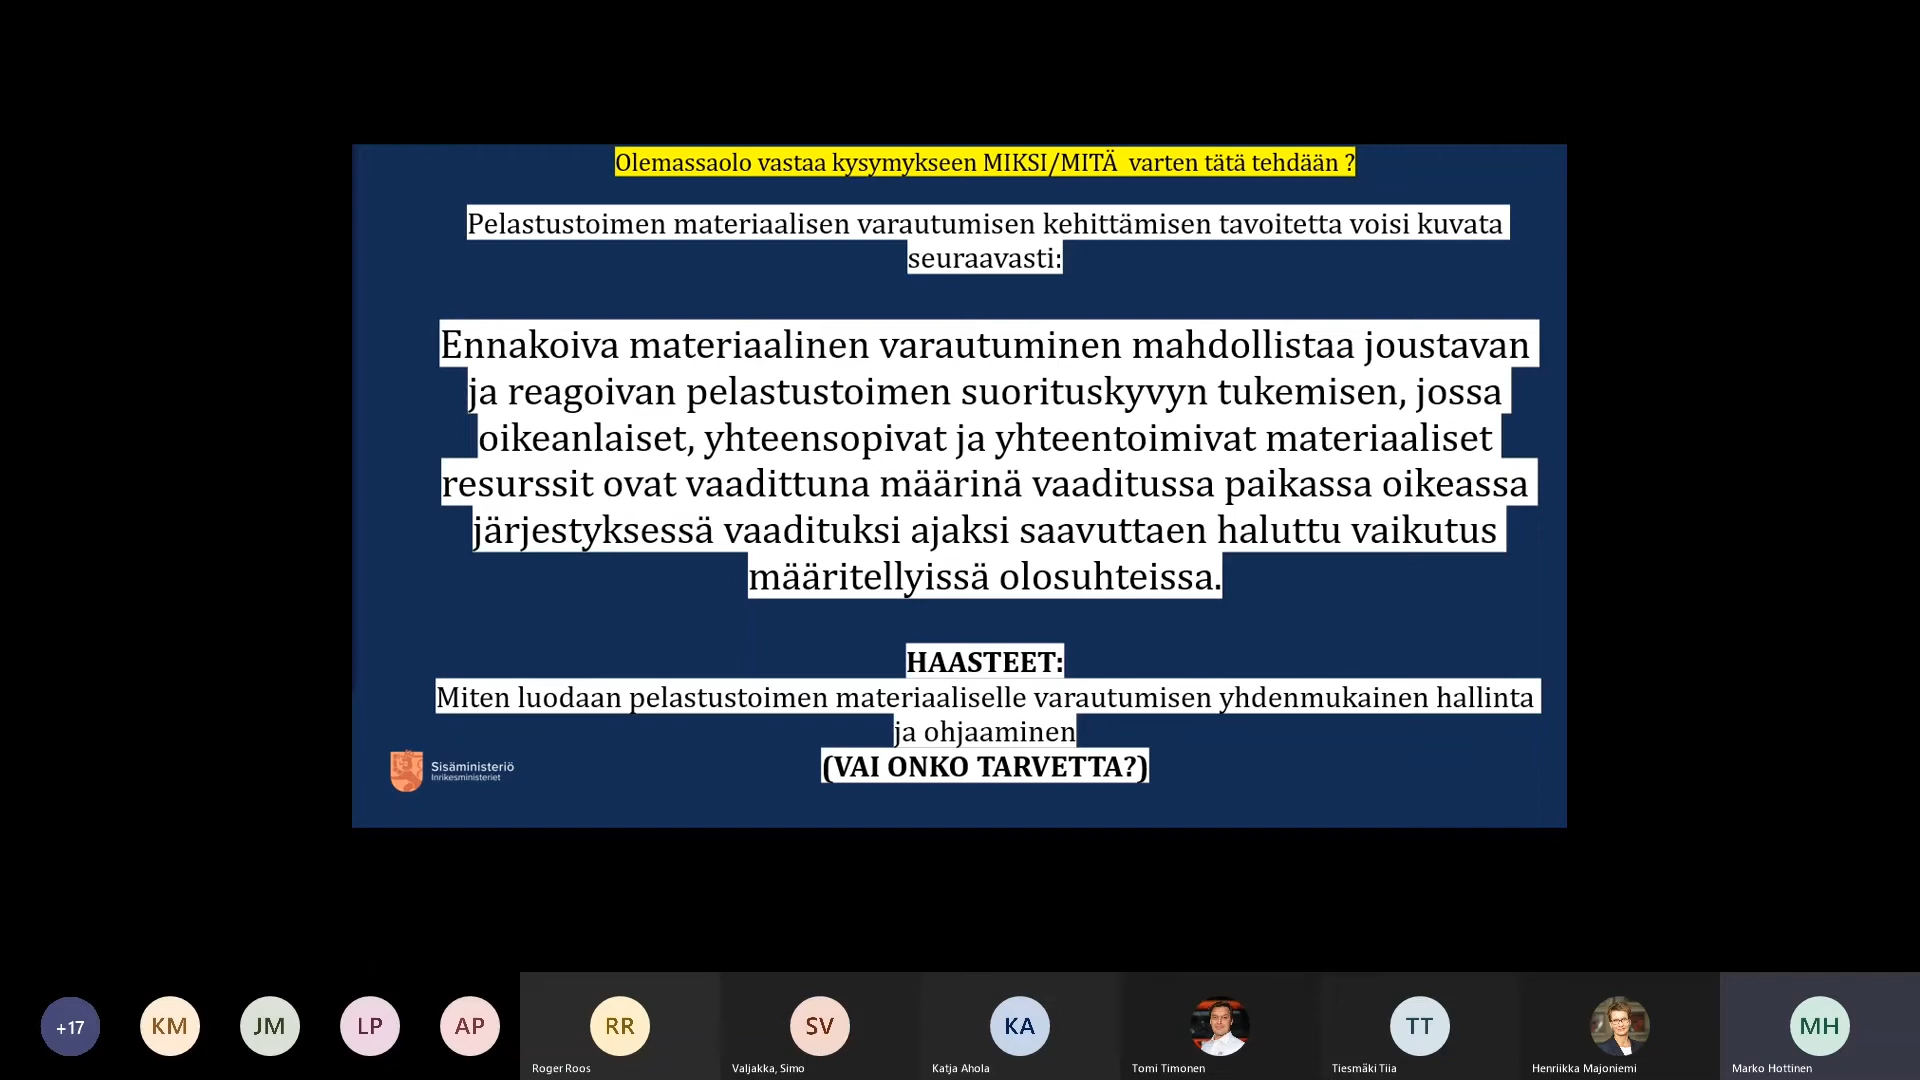 Olemassaolo vastaa kysymykseen MIKSI/MITÄ varten tätä tehdään ?
Pelastustoimen materiaalisen varautumisen kehittämisen tavoitetta voisi kuvata
seuraavasti:
Ennakoiva materiaalinen varautuminen mahdollistaa joustavan
ja reagoivan pelastustoimen suorituskyvyn tukemisen, jossa
oikeanlaiset, yhteensopivat ja yhteentoimivat materiaaliset
resurssit ovat vaadittuna määrinä vaaditussa paikassa oikeassa
järjestyksessä vaadituksi ajaksi saavuttaen haluttu vaikutus
määritellyissä olosuhteissa.
HAASTEET:
Miten luodaan pelastustoimen materiaaliselle varautumisen yhdenmukainen hallinta
ja ohjaaminen
(VAI ONKO TARVETTA?)
Sisäministeriö
Inrikesministeriet
+17
KM
JM
LP
AP
RR
SV
KA
TT
MH
Roger Roos
Valjakka, Simo
Katja Ahola
Tomi Timonen
Tiesmäki Tiia
Henriikka Majoniemi
Marko Hottinen